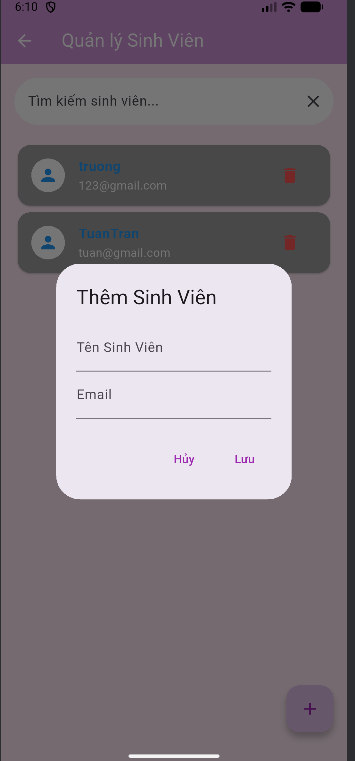 6:10
Quản lý Sinh Viên
Tìm kiếm sinh viên...
truong
123@gmail.com
TuanTran
tuan@gmail.com
Thêm Sinh Viên
Tên Sinh Viên
Email
Hủy Lưu